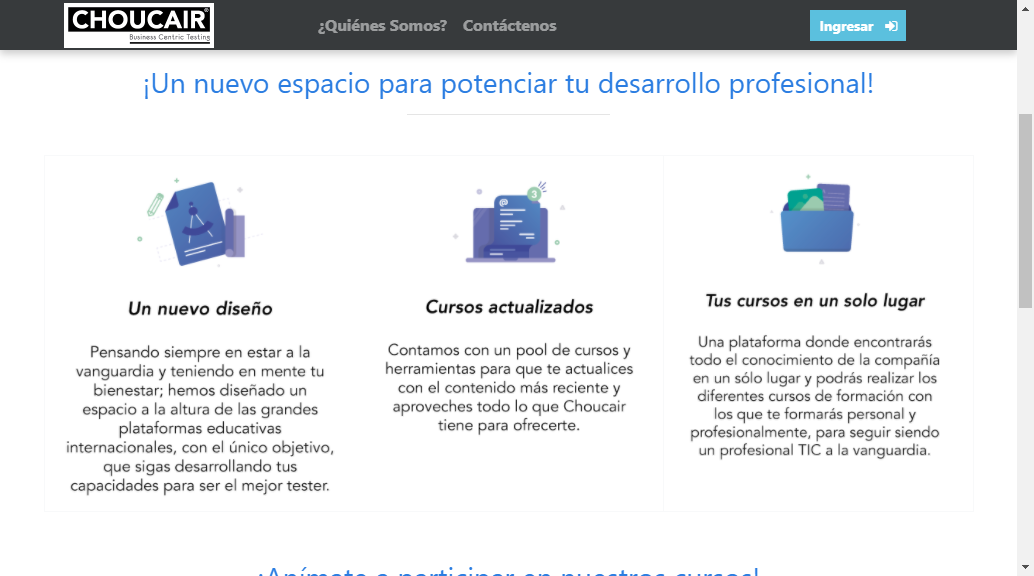 CHOUCAIR®
Business Centric Testing
¿Quiénes Somos?
Contáctenos
Ingresar
¡Un nuevo espacio para potenciar tu desarrollo profesional!
Un nuevo diseño
Pensando siempre en estar a la
vanguardia y teniendo en mente tu
bienestar; hemos diseñado un
espacio a la altura de las grandes
plataformas educativas
internacionales, con el único objetivo,
que sigas desarrollando tus
capacidades para ser el mejor tester.
@
3
Cursos actualizados
Contamos con un pool de cursos y
herramientas para que te actualices
con el contenido más reciente y
aproveches todo lo que Choucair
tiene para ofrecerte.
Tus cursos en un solo lugar
Una plataforma donde encontrarás
todo el conocimiento de la compañía
en un sólo lugar y podrás realizar los
diferentes cursos de formación con
los que te formarás personal y
profesionalmente, para seguir siendo
un profesional TIC a la vanguardia.
¡Anímate a participar en nuestros cursos!